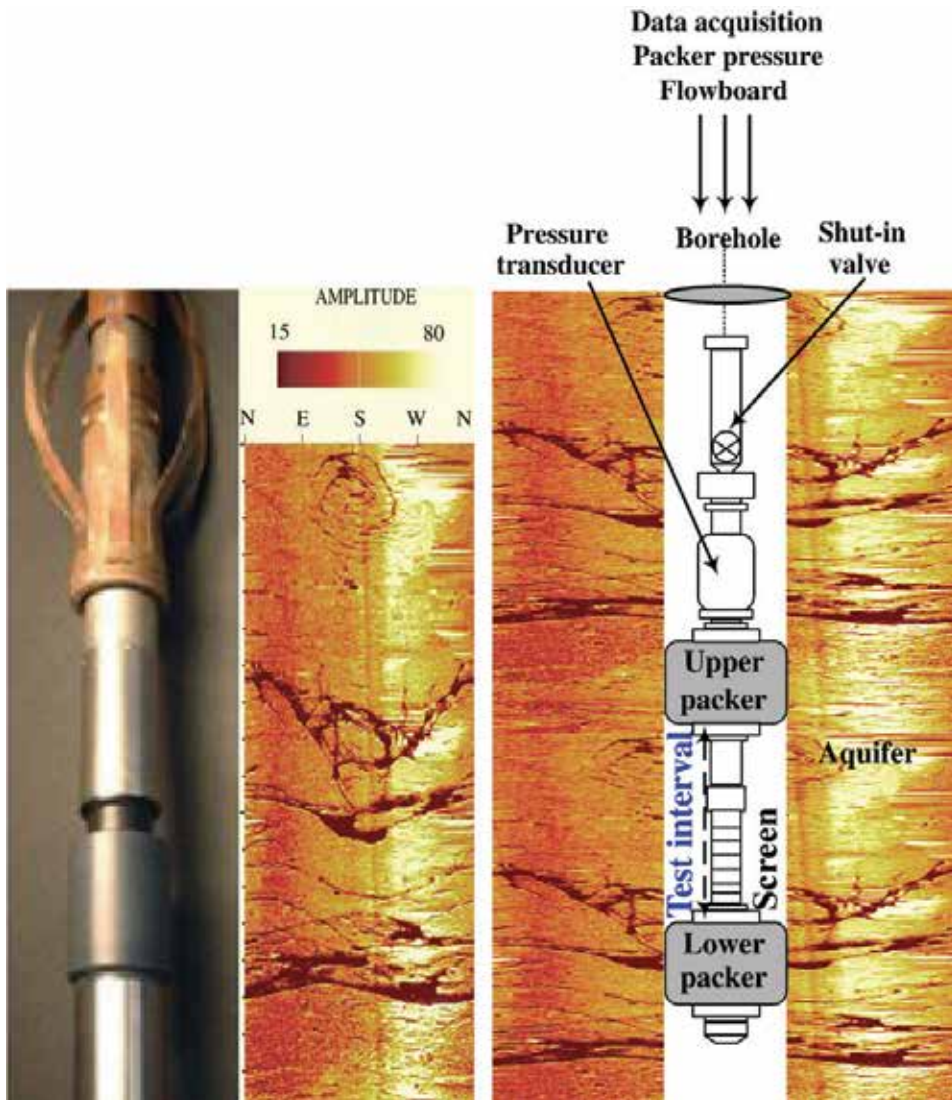 Data acquisition
Packer pressure
Flowboard
Pressure
transducer
Borehole
Shut-in
valve
AMPLITUDE
15 80
N E S W N
Upper
packer
Test interval
Screen
Aquifer
Lower
packer